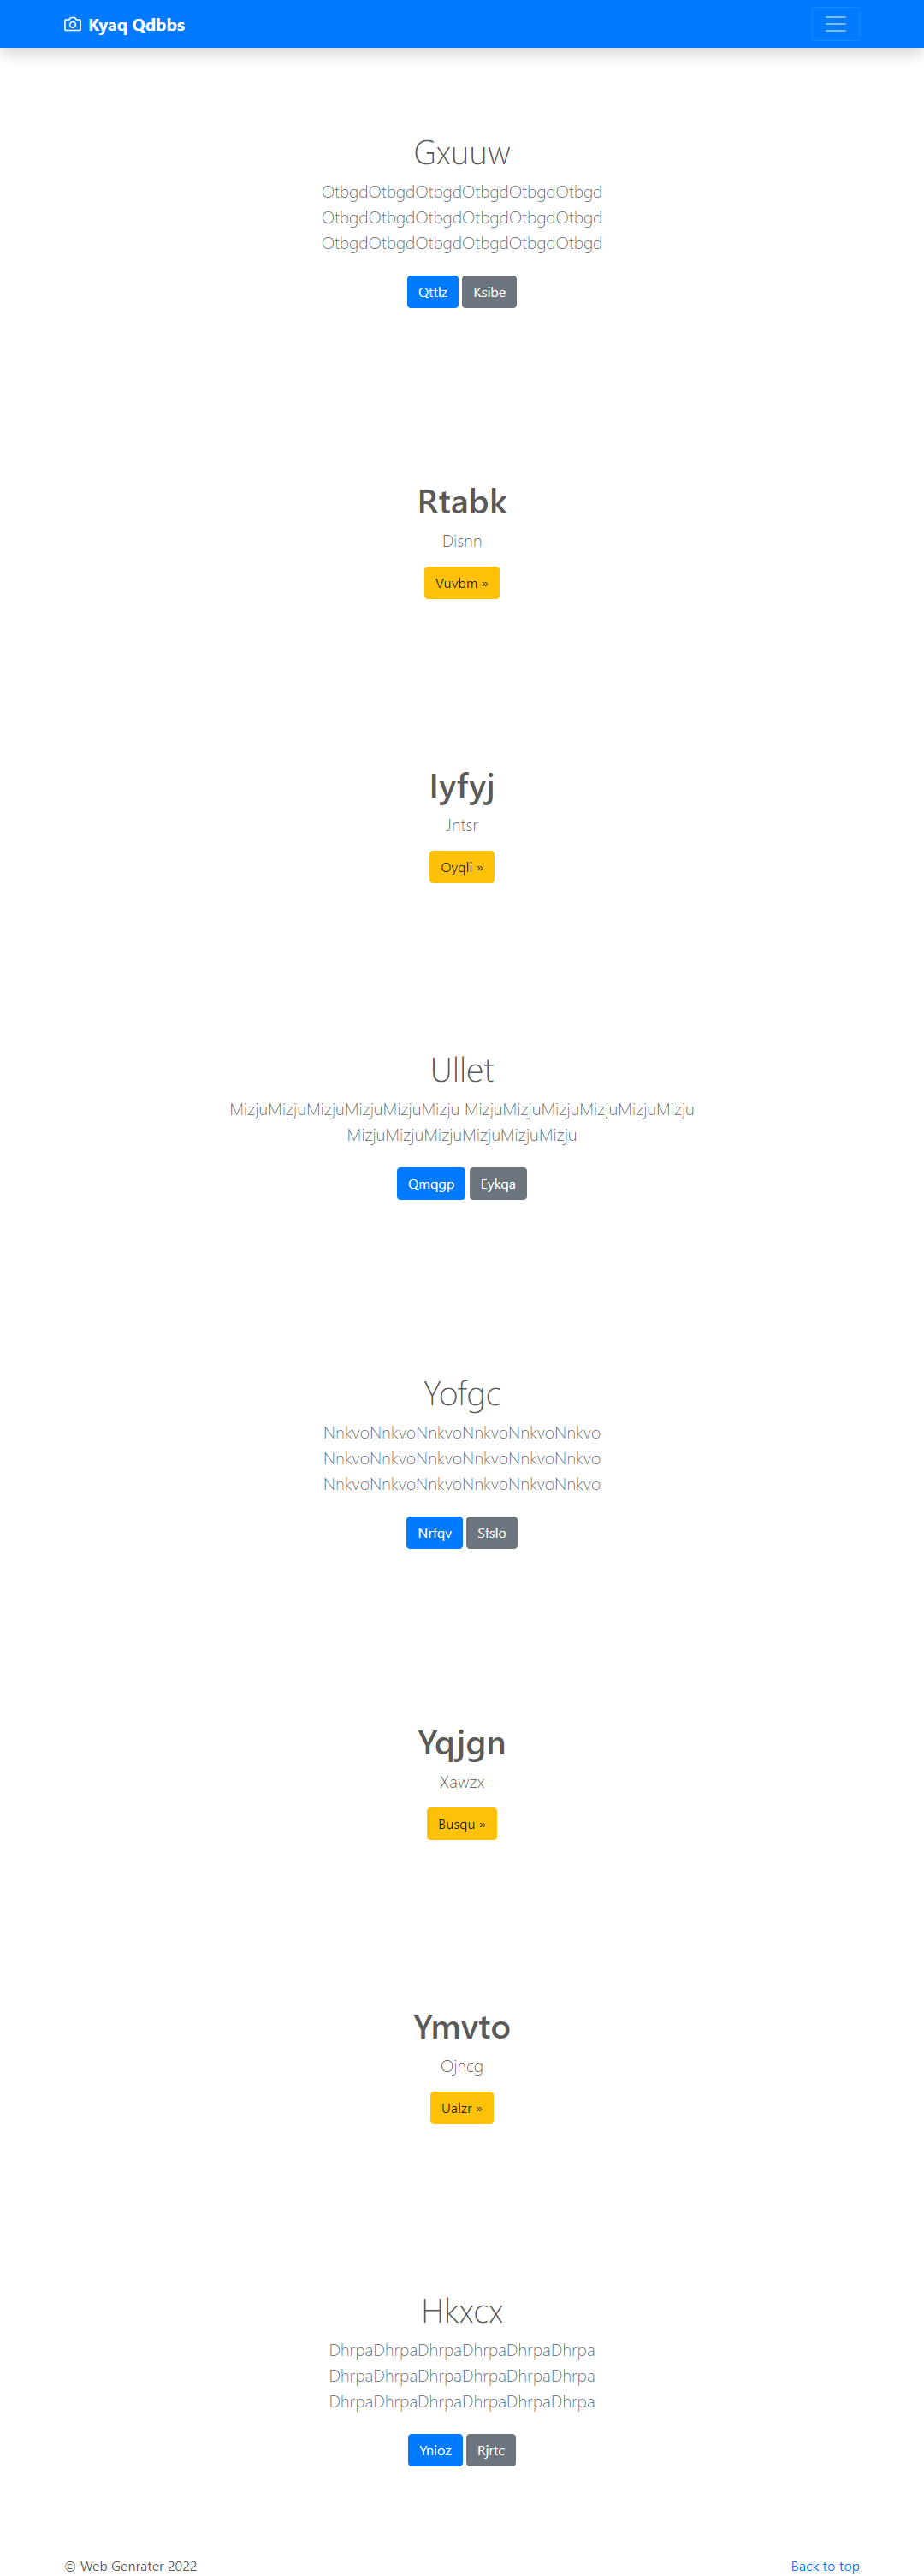 Kyaq Qdbbs
Gxuuw
OtbgdOtbgdOtbgdOtbgdOtbgdOtbgd
OtbgdOtbgdOtbgdOtbgdOtbgdOtbgd
OtbgdOtbgdOtbgdOtbgdOtbgdOtbgd
Qttlz Ksibe
Rtabk
Disnn
Vuvbm »
Iyfyj
Jntsr
Oyqli »
Ullet
MizjuMizjuMizjuMizjuMizjuMizju MizjuMizjuMizjuMizjuMizjuMizju
MizjuMizjuMizjuMizjuMizjuMizju
Qmqgp Eykqa
Yofgc
NnkvoNnkvoNnkvoNnkvoNnkvoNnkvo
NnkvoNnkvoNnkvoNnkvoNnkvoNnkvo
NnkvoNnkvoNnkvoNnkvoNnkvoNnkvo
Nrfqv Sfslo
Yqjgn
Xawzx
Busqu »
Ymvto
Ojncg
Ualzr »
Hkxcx
DhrpaDhrpaDhrpaDhrpaDhrpaDhrpa
DhrpaDhrpaDhrpaDhrpaDhrpaDhrpa
DhrpaDhrpaDhrpaDhrpaDhrpaDhrpa
Ynioz Rjrtc
© Web Genrater 2022 Back to top